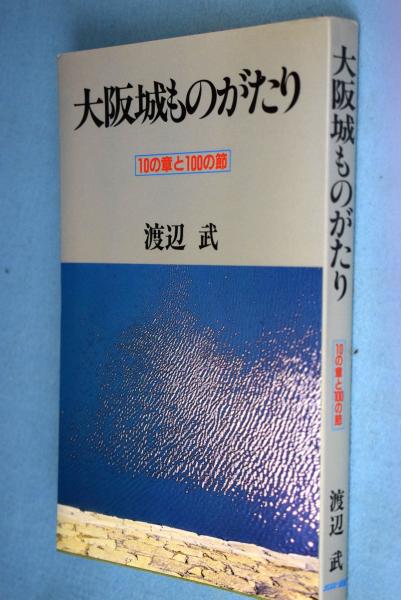 大阪城ものがたり
10の章と100の節
渡辺 武
大阪城ものがたり
10の章と100の節
渡辺 武